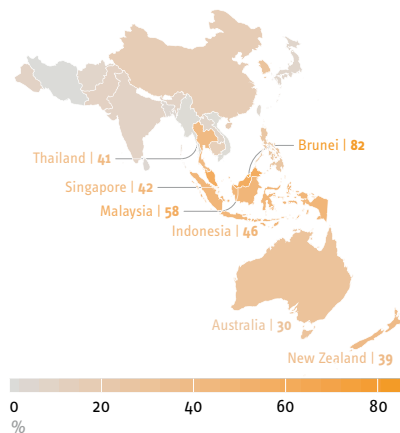 Brunei | 82
Thailand | 41
Singapore | 42
Malaysia | 58
Indonesia | 46
Australia | 30
New Zealand | 39
0 20 40 60 80
%